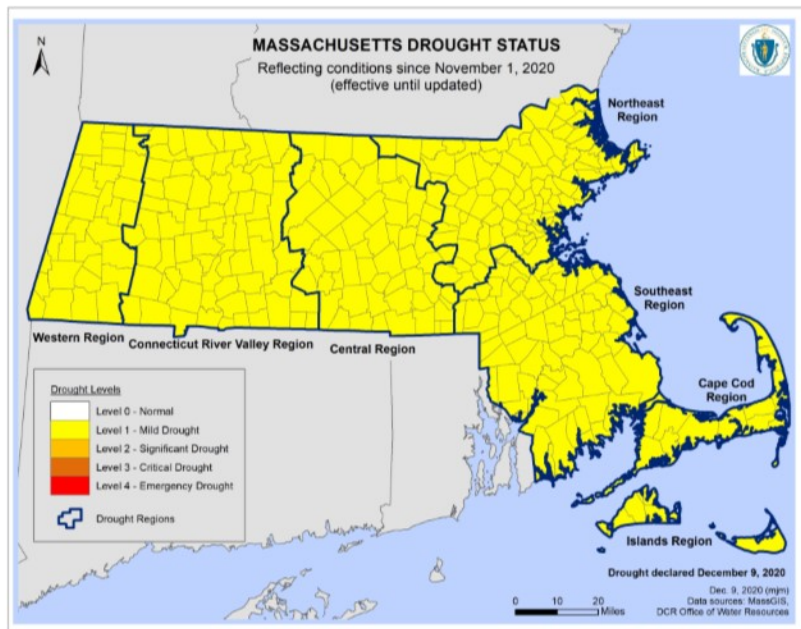 MASSACHUSETTS DROUGHT STATUS
Reflecting conditions since November 1, 2020
(effective until updated)
N
Northeast
Region
Southeast
Region
Cape Cod
Region
Western Region
Connecticut River Valley Region
Central Region
Islands Region
Drought Levels
Level 0 - Normal
Level 1 - Mild Drought
Level 2 - Significant Drought
Level 3 - Critical Drought
Level 4 - Emergency Drought
Drought Regions
Drought declared December 9, 2020
Dec. 9, 2020 (mjm)
Data sources: MassGIS,
DCR Office of Water Resources
0 10 20
Miles